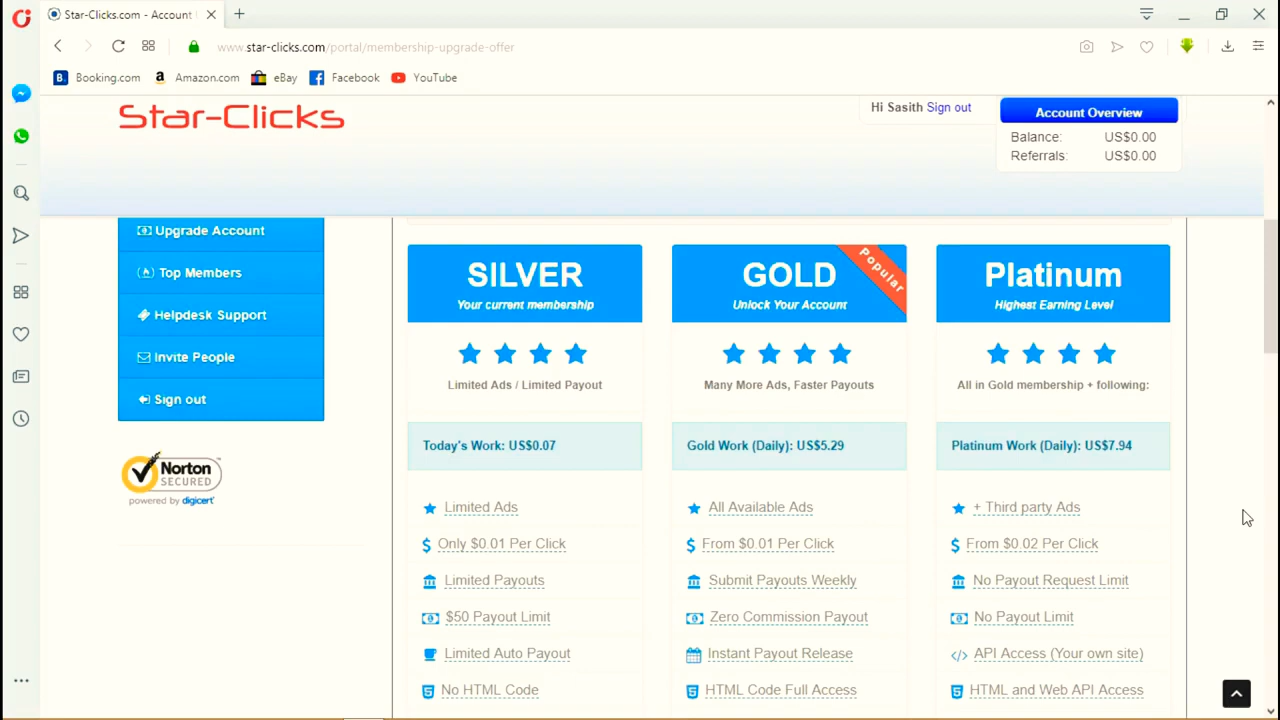 Star-Clicks.com - Account
www.star-clicks.com/portal/membership-upgrade-offer
Booking.com
Amazon.com
eBay
Facebook
YouTube
Star-Clicks
Hi Sasith Sign out
Account Overview
Balance: US$0.00
Referrals: US$0.00
Upgrade Account
Top Members
Helpdesk Support
Invite People
Sign out
Norton
SECURED
powered by digicert
SILVER
Your current membership
Limited Ads / Limited Payout
Today's Work: US$0.07
Limited Ads
Only $0.01 Per Click
Limited Payouts
$50 Payout Limit
Limited Auto Payout
No HTML Code
GOLD
Popular
Unlock Your Account
Many More Ads, Faster Payouts
Gold Work (Daily): US$5.29
All Available Ads
From $0.01 Per Click
Submit Payouts Weekly
Zero Commission Payout
Instant Payout Release
HTML Code Full Access
Platinum
Highest Earning Level
All in Gold membership + following:
Platinum Work (Daily): US$7.94
+ Third party Ads
From $0.02 Per Click
No Payout Request Limit
No Payout Limit
API Access (Your own site)
HTML and Web API Access